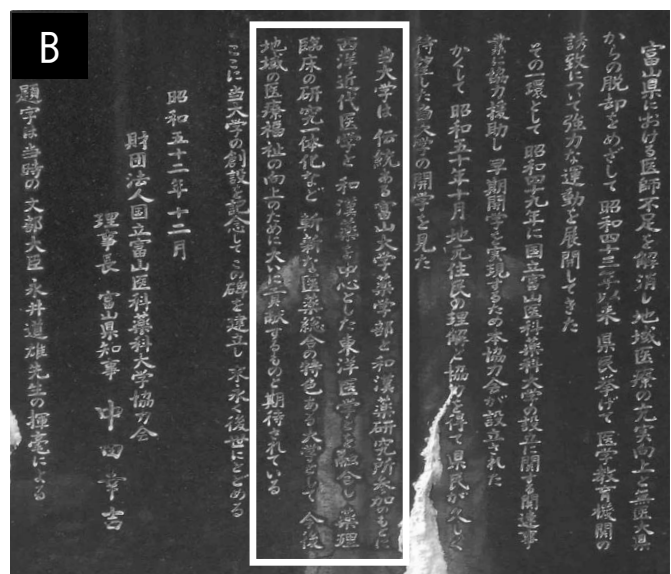 B
富山県における医師不足を解消し地域医療の充実向上と無医大県
からの脱却をめざして 昭和四十三年以来 県民挙げて 医学教育機関の
誘致について強力な運動を展開してきた
その一環として 昭和四十九年に 国立富山医科薬科大学の設立に関する関連事
業に協力援助し 早期開学を実現するため本協力会が設立された
かくして 昭和五十年十月 地元住民の理解と協力を得て県民が久しく
待望した当大学の開学を見た
当大学は 伝統ある富山大学薬学部と和漢薬研究所参加のもとに
西洋近代医学と 和漢薬を中心とした東洋医学とを融合し 薬理
臨床の研究一体化など 斬新な医薬総合の特色ある大学として 今後
地域の医療福祉の向上のために大いに貢献するものと期待されている
ここに当大学の創設を記念して この碑を建立し 永永く後世にとどめる
昭和五十二年十二月
財団法人国立富山医科薬科大学協力会
理事長 富山県知事 中田幸吉
題字は当時の文部大臣 永井道雄先生の揮毫による